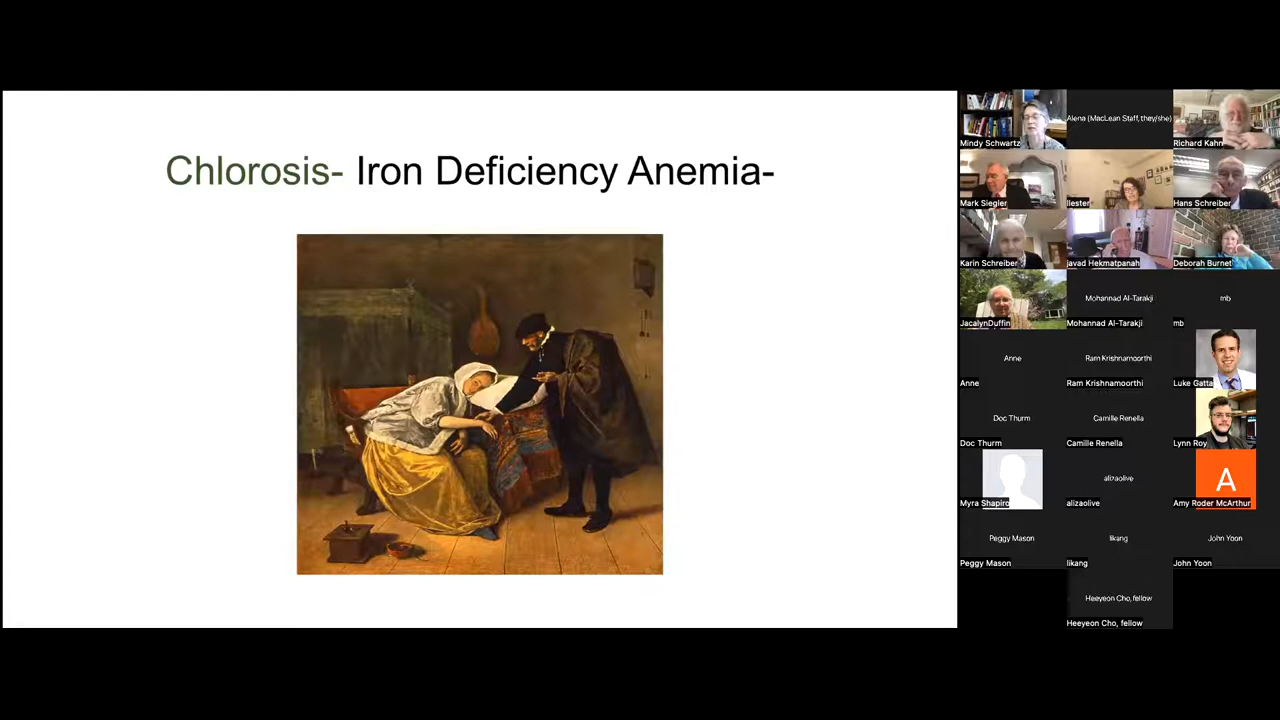 Chlorosis- Iron Deficiency Anemia-
Mindy Schwartz
Alena (MacLean Staff, they/she)
Richard Kahn
Mark Siegler
llester
Hans Schreiber
Karin Schreiber
javad Hekmatpanah
Deborah Burnet
JacalynDuffin
Mohannad Al-Tarakji
Mohannad Al-Tarakji
mb
mb
Anne
Anne
Ram Krishnamoorthi
Ram Krishnamoorthi
Luke Gatta
Doc Thurm
Doc Thurm
Camille Renella
Camille Renella
Lynn Roy
Myra Shapiro
alizaolive
alizaolive
A
Amy Roder McArthur
Peggy Mason
Peggy Mason
likang
likang
John Yoon
John Yoon
Heeyeon Cho, fellow
Heeyeon Cho, fellow